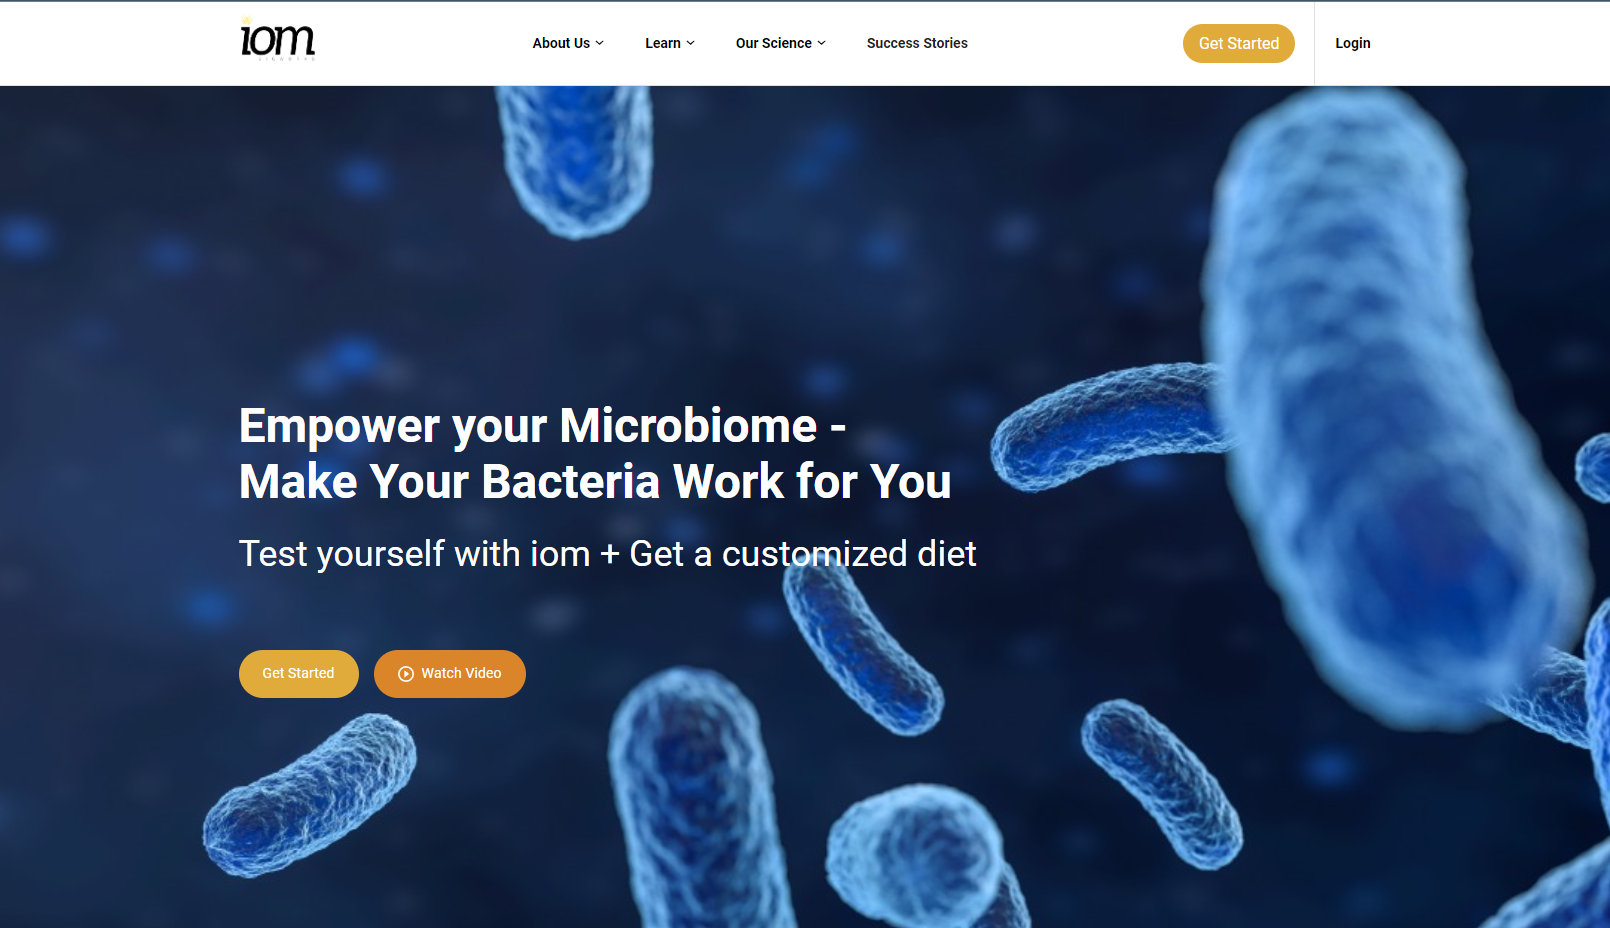 iom
About Us
Learn
Our Science
Success Stories
Get Started
Login
Empower your Microbiome -
Make Your Bacteria Work for You
Test yourself with iom + Get a customized diet
Get Started
Watch Video